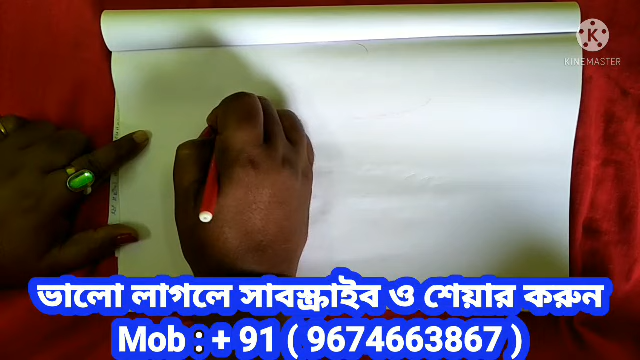 K
KINEMASTER
ভালো লাগলে সাবস্ক্রাইব ও শেয়ার করুন
Mob : + 91 ( 9674663867 )